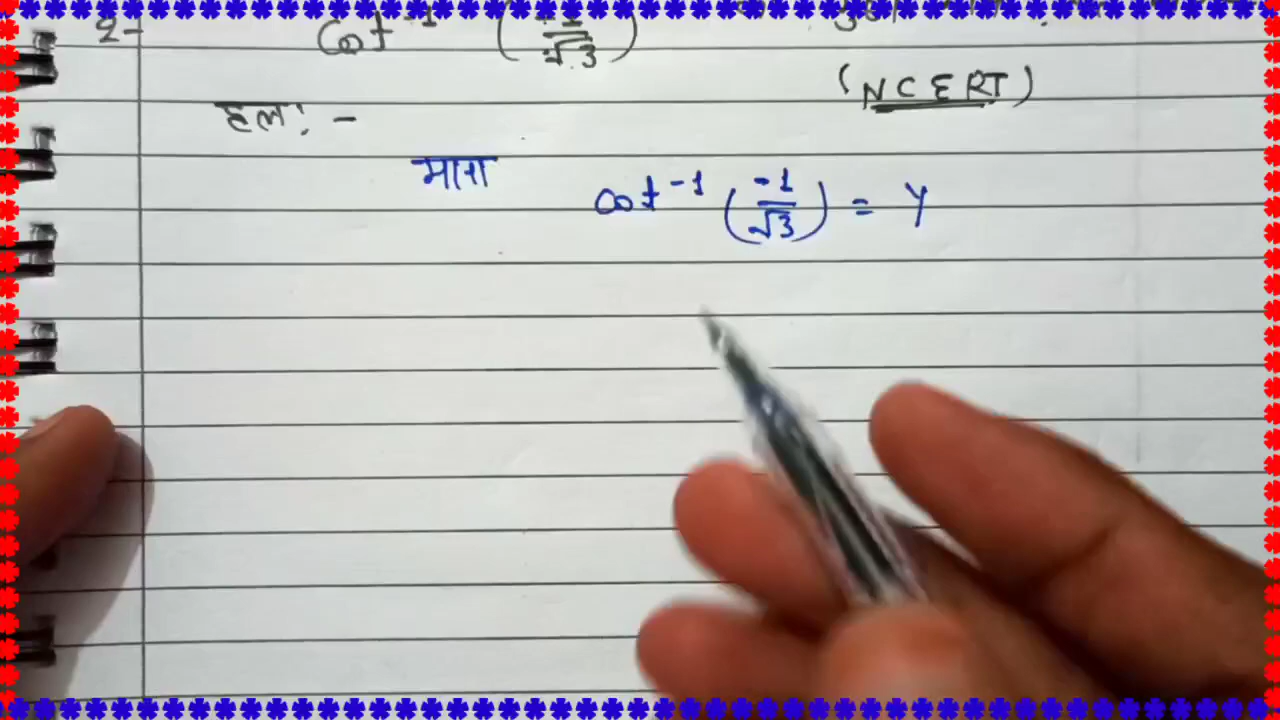 2- Cot⁻¹ (-1/√3)
(NCERT)
हल: -
माना cot⁻¹ (-1/√3) = y